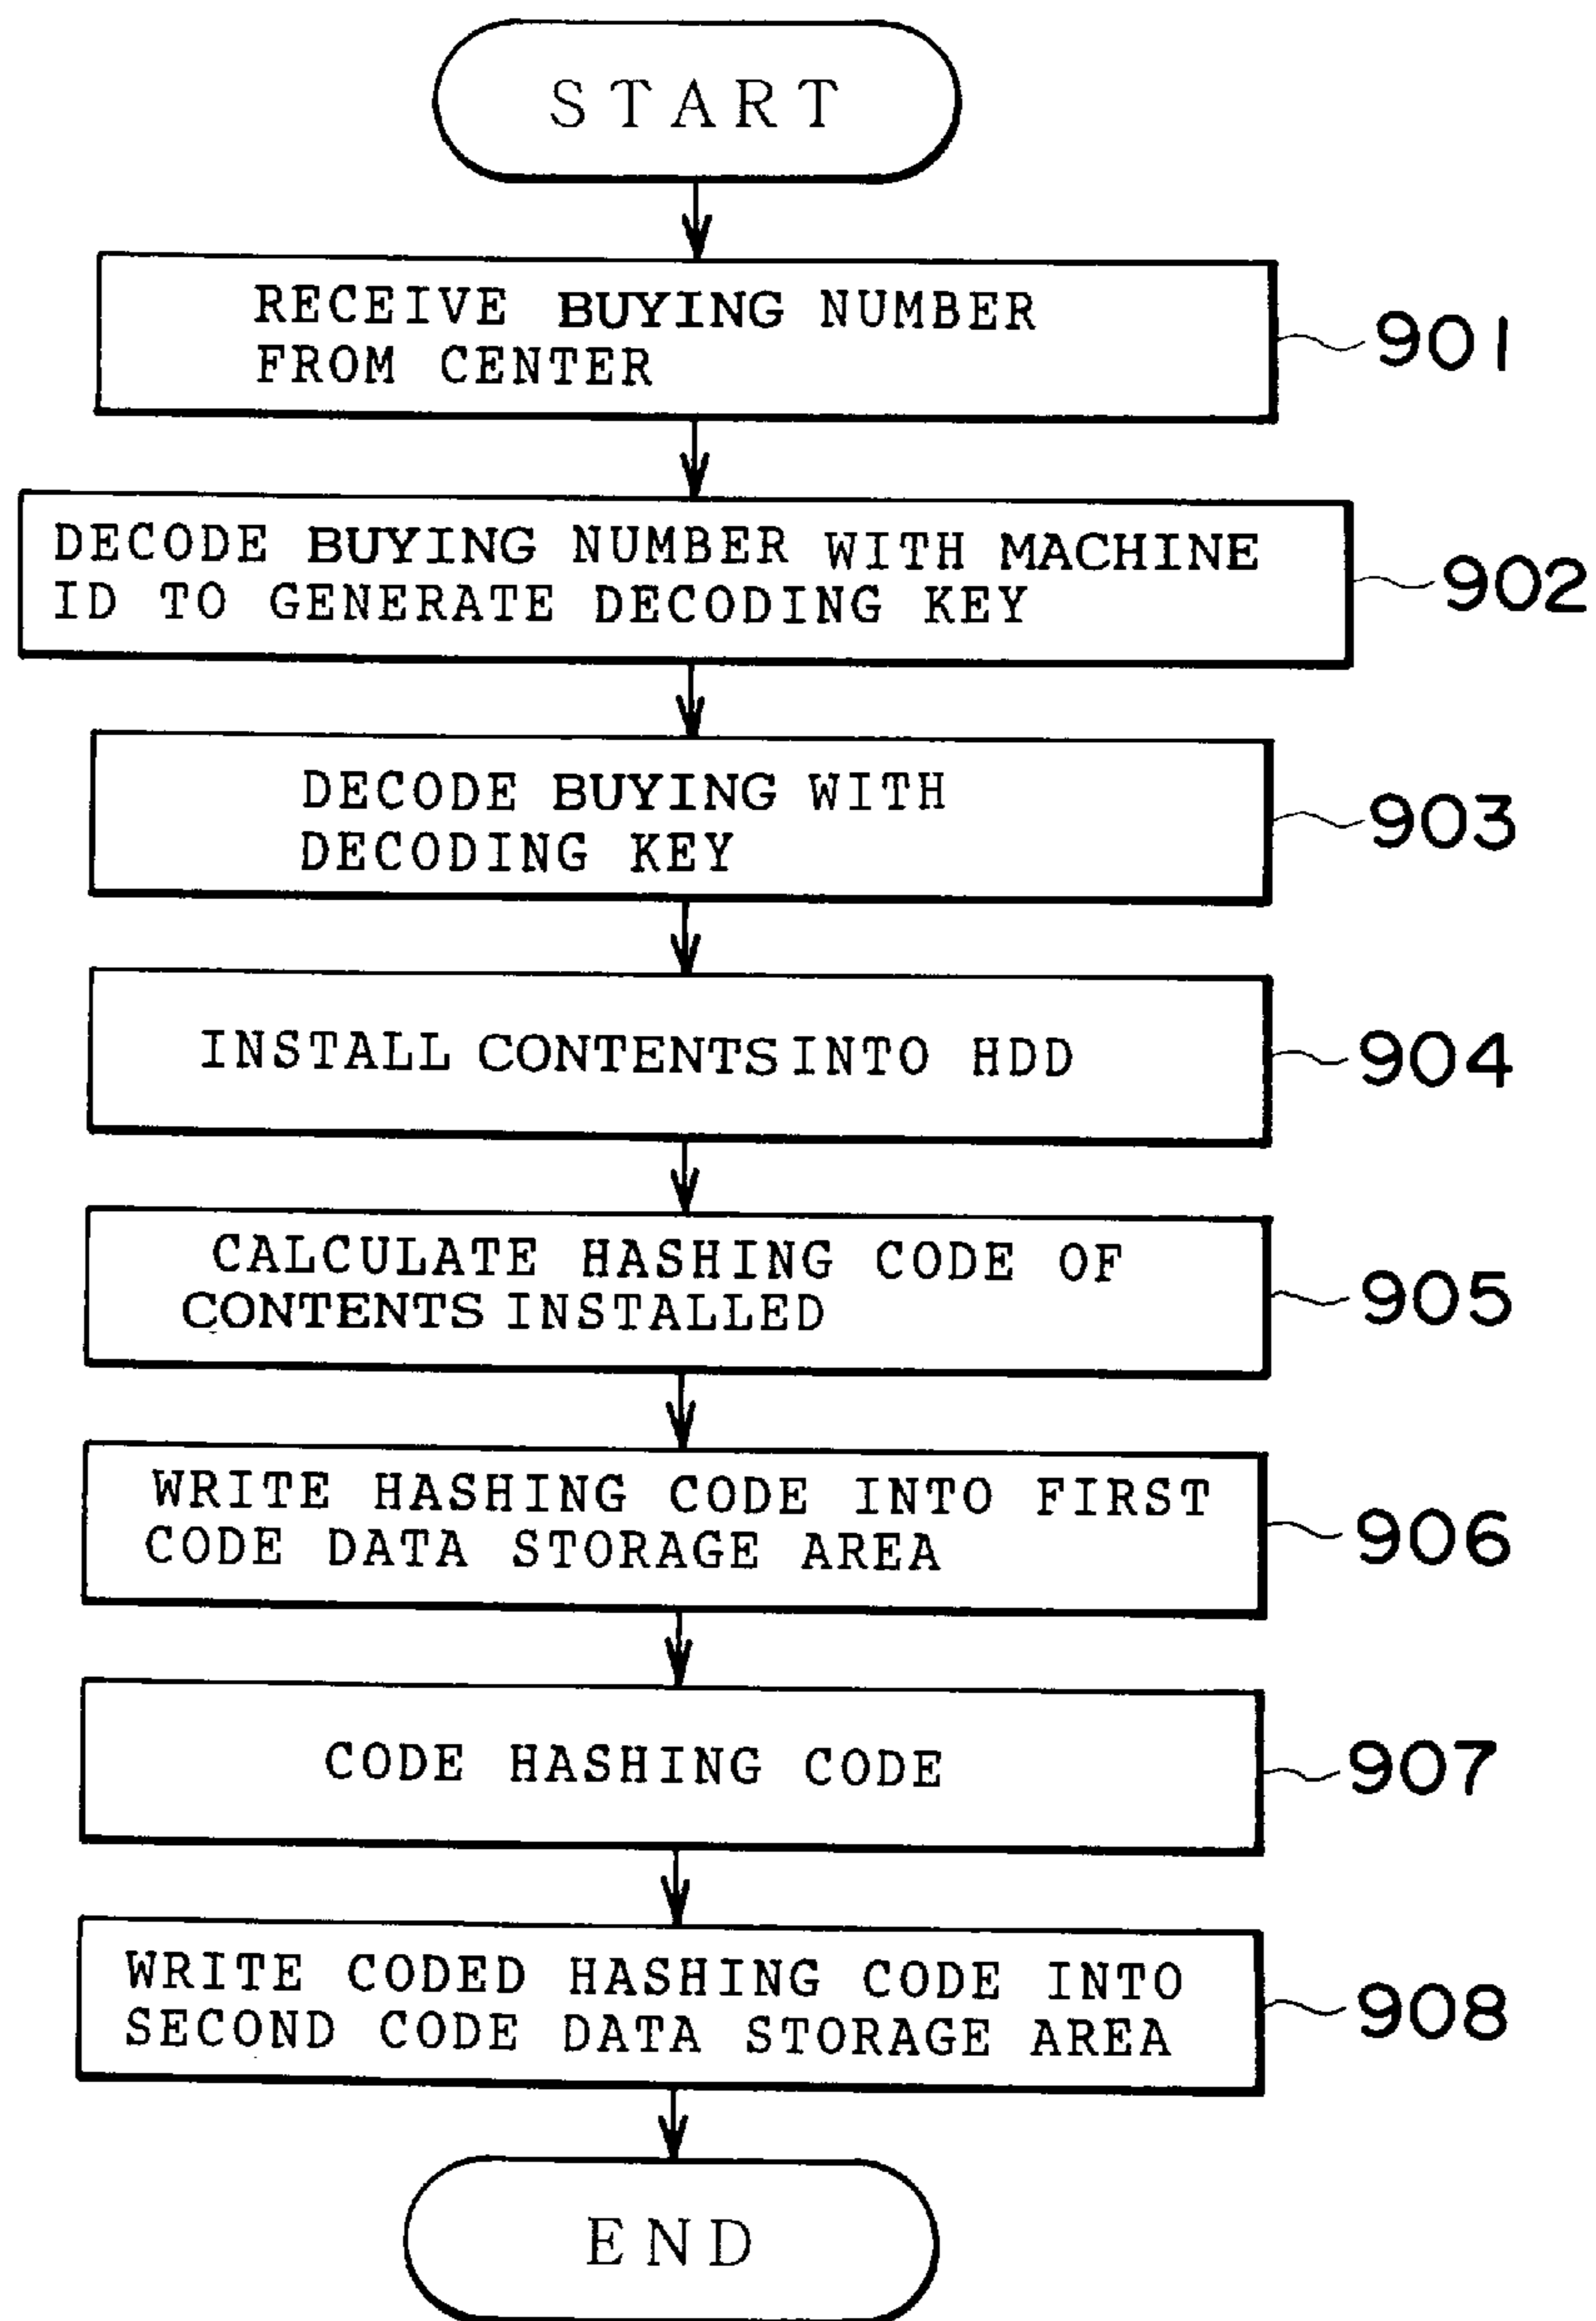 START
RECEIVE BUYING NUMBER
FROM CENTER
901
DECODE BUYING NUMBER WITH MACHINE
ID TO GENERATE DECODING KEY
902
DECODE BUYING WITH
DECODING KEY
903
INSTALL CONTENTS INTO HDD
904
CALCULATE HASHING CODE OF
CONTENTS INSTALLED
905
WRITE HASHING CODE INTO FIRST
CODE DATA STORAGE AREA
906
CODE HASHING CODE
907
WRITE CODED HASHING CODE INTO
SECOND CODE DATA STORAGE AREA
908
END